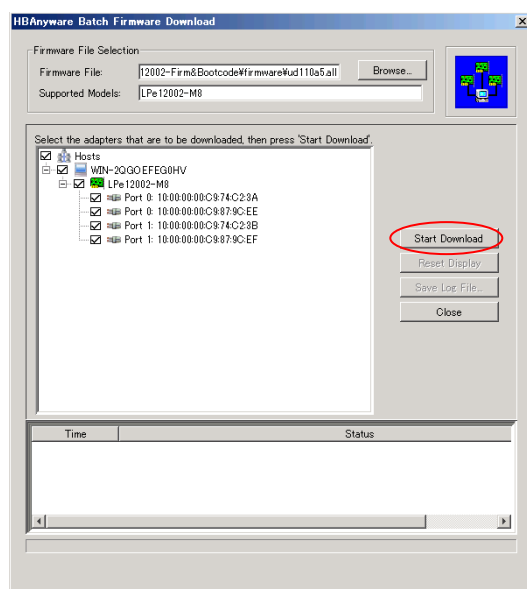 HBAnyware Batch Firmware Download
Firmware File Selection
Firmware File: 12002-Firm&Bootcode¥firmware¥ud110a5.all Browse...
Supported Models: LPe12002-M8
Select the adapters that are to be downloaded, then press 'Start Download'.
Hosts
WIN-2QGOEFEG0HV
LPe12002-M8
Port 0: 10:00:00:00:C9:74:C2:3A
Port 0: 10:00:00:00:C9:87:9C:EE
Port 1: 10:00:00:00:C9:74:C2:3B
Port 1: 10:00:00:00:C9:87:9C:EF
Start Download
Reset Display
Save Log File...
Close
Time Status